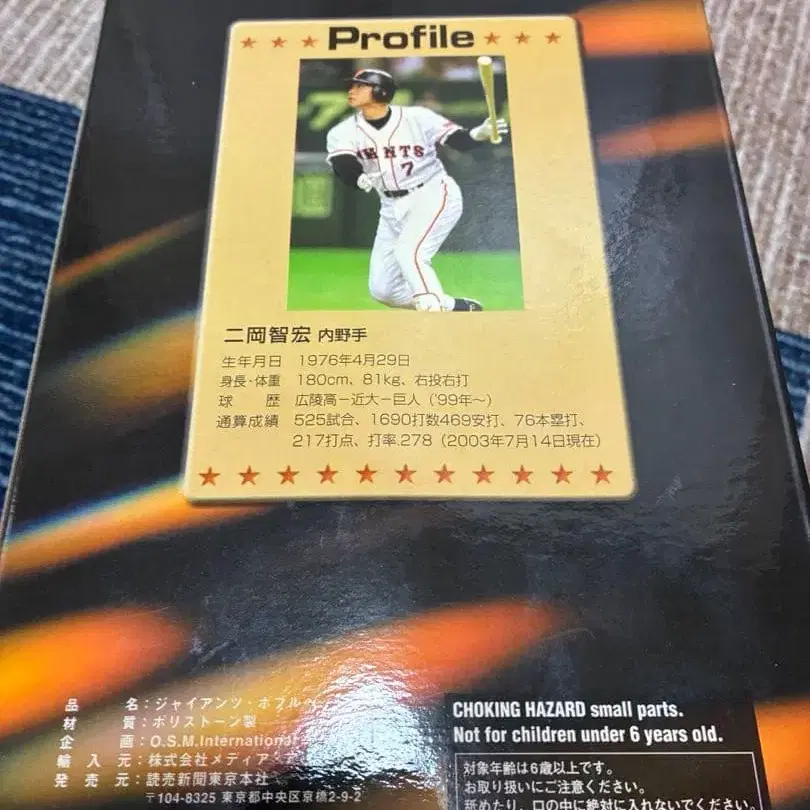 ★ ★ ★ Profile ★ ★ ★
GIANTS
7
二岡智宏 内野手
生年月日 1976年4月29日
身長・体重 180cm、81kg、右投右打
球 歴 広陵高－近大－巨人（'99年～）
通算成績 525試合、1690打数469安打、76本塁打、
217打点、打率.278（2003年7月14日現在）
★ ★ ★ ★ ★ ★ ★ ★ ★ ★ ★
品 名：ジャイアンツ・ボブル
材 質：ポリストーン製
企 画：O.S.M.International
輸 入 元：株式会社メディア
発 売 元：読売新聞東京本社
〒104-8325 東京都中央区京橋2-9-2
CHOKING HAZARD small parts.
Not for children under 6 years old.
対象年齢は6歳以上です。
お取り扱いにご注意ください。
舐めたり、口の中に絶対に入れないでください。